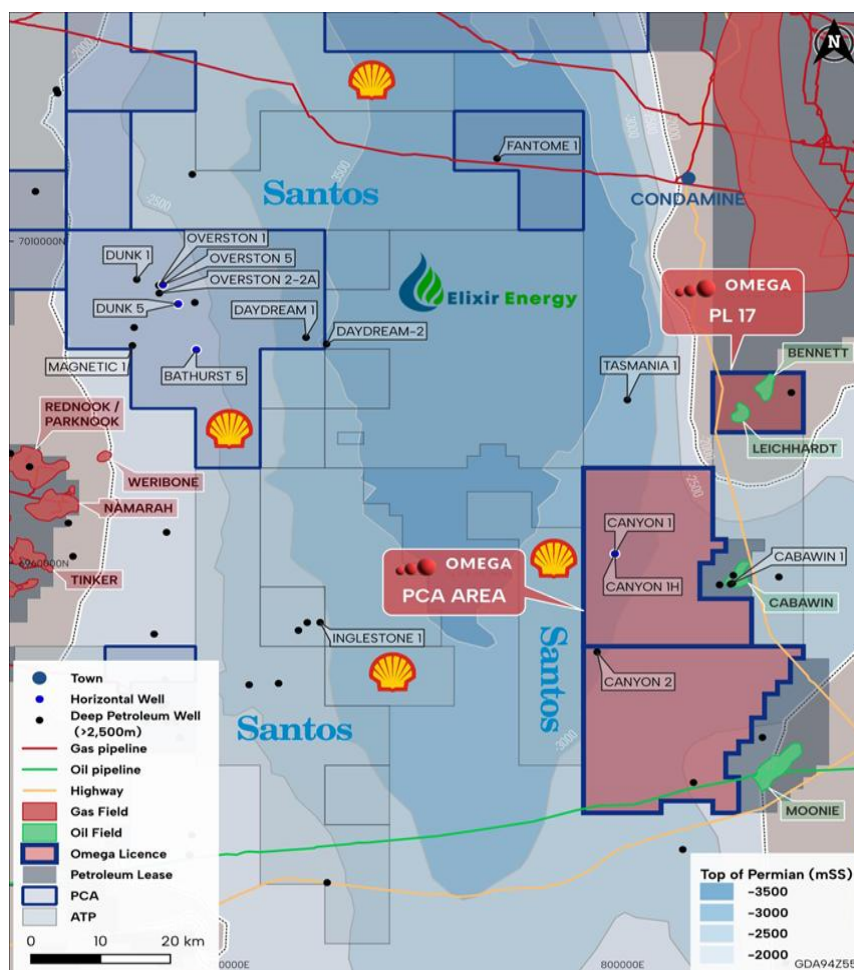 -2000
N
FANTOME 1
-3000
-2500
-3500
Santos
CONDAMINE
-2500
7010000N
OVERSTON 1
OVERSTON 5
DUNK 1
OVERSTON 2-2A
Elixir Energy
OMEGA
PL 17
DUNK 5
DAYDREAM 1
DAYDREAM-2
BENNETT
MAGNETIC 1
BATHURST 5
TASMANIA 1
REDNOOK /
PARKNOOK
LEICHHARDT
WERIBONE
-2500
NAMARAH
CANYON 1
OMEGA
PCA AREA
CABAWIN 1
6960000N
TINKER
CANYON 1H
CABAWIN
INGLESTONE 1
Santos
CANYON 2
Santos
-3000
MOONIE
Town
Horizontal Well
Deep Petroleum Well
(>2,500m)
Gas pipeline
Oil pipeline
Highway
Gas Field
Oil Field
Omega Licence
Petroleum Lease
PCA
ATP
0 10 20 km
Top of Permian (mSS)
-3500
-3000
-2500
-2000
0000E
800000E
GDA94Z55